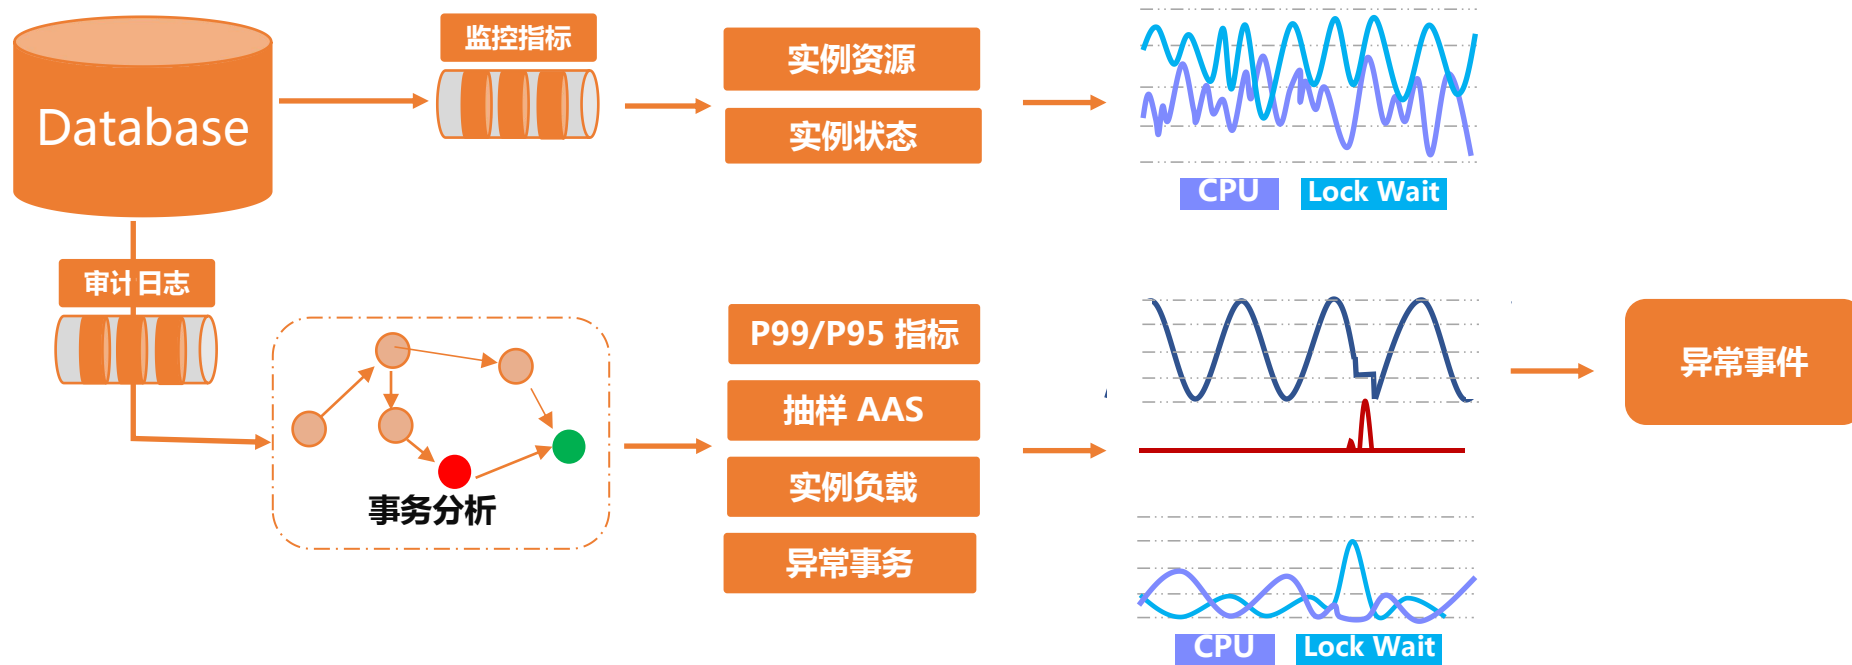 Database
监控指标
实例资源
实例状态
CPU
Lock Wait
审计日志
事务分析
P99/P95 指标
抽样 AAS
实例负载
异常事务
CPU
Lock Wait
异常事件